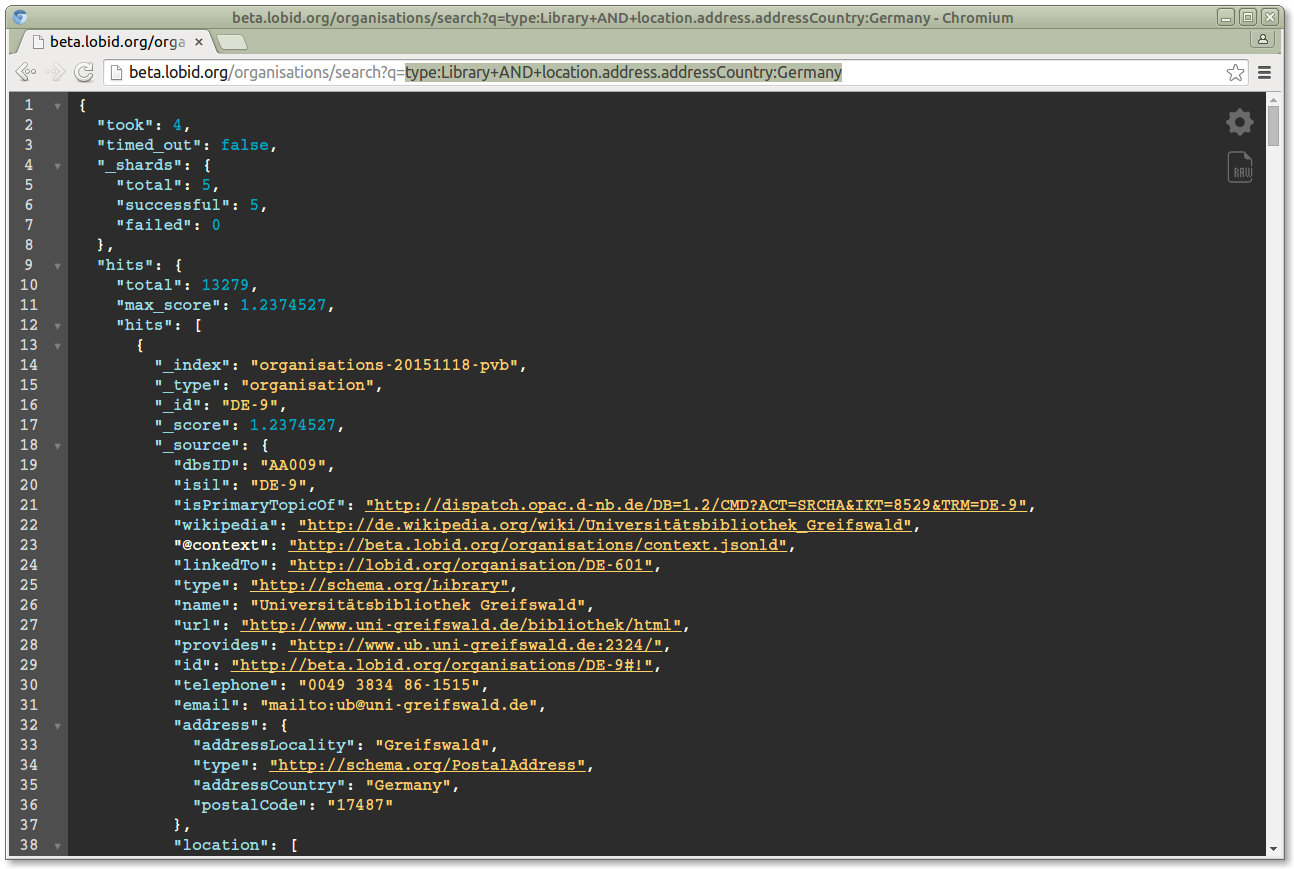 beta.lobid.org/organisations/search?q=type:Library+AND+location.address.addressCountry:Germany - Chromium
beta.lobid.org/orga
beta.lobid.org/organisations/search?q=type:Library+AND+location.address.addressCountry:Germany
1 {
2 "took": 4,
3 "timed_out": false,
4 "_shards": {
5 "total": 5,
6 "successful": 5,
7 "failed": 0
8 },
9 "hits": {
10 "total": 13279,
11 "max_score": 1.2374527,
12 "hits": [
13 {
14 "_index": "organisations-20151118-pvb",
15 "_type": "organisation",
16 "_id": "DE-9",
17 "_score": 1.2374527,
18 "_source": {
19 "dbsID": "AA009",
20 "isil": "DE-9",
21 "isPrimaryTopicOf": "http://dispatch.opac.d-nb.de/DB=1.2/CMD?ACT=SRCHA&IKT=8529&TRM=DE-9",
22 "wikipedia": "http://de.wikipedia.org/wiki/Universitätsbibliothek_Greifswald",
23 "@context": "http://beta.lobid.org/organisations/context.jsonld",
24 "linkedTo": "http://lobid.org/organisation/DE-601",
25 "type": "http://schema.org/Library",
26 "name": "Universitätsbibliothek Greifswald",
27 "url": "http://www.uni-greifswald.de/bibliothek/html",
28 "provides": "http://www.ub.uni-greifswald.de:2324/",
29 "id": "http://beta.lobid.org/organisations/DE-9#!",
30 "telephone": "0049 3834 86-1515",
31 "email": "mailto:ub@uni-greifswald.de",
32 "address": {
33 "addressLocality": "Greifswald",
34 "type": "http://schema.org/PostalAddress",
35 "addressCountry": "Germany",
36 "postalCode": "17487"
37 },
38 "location": [
RAW